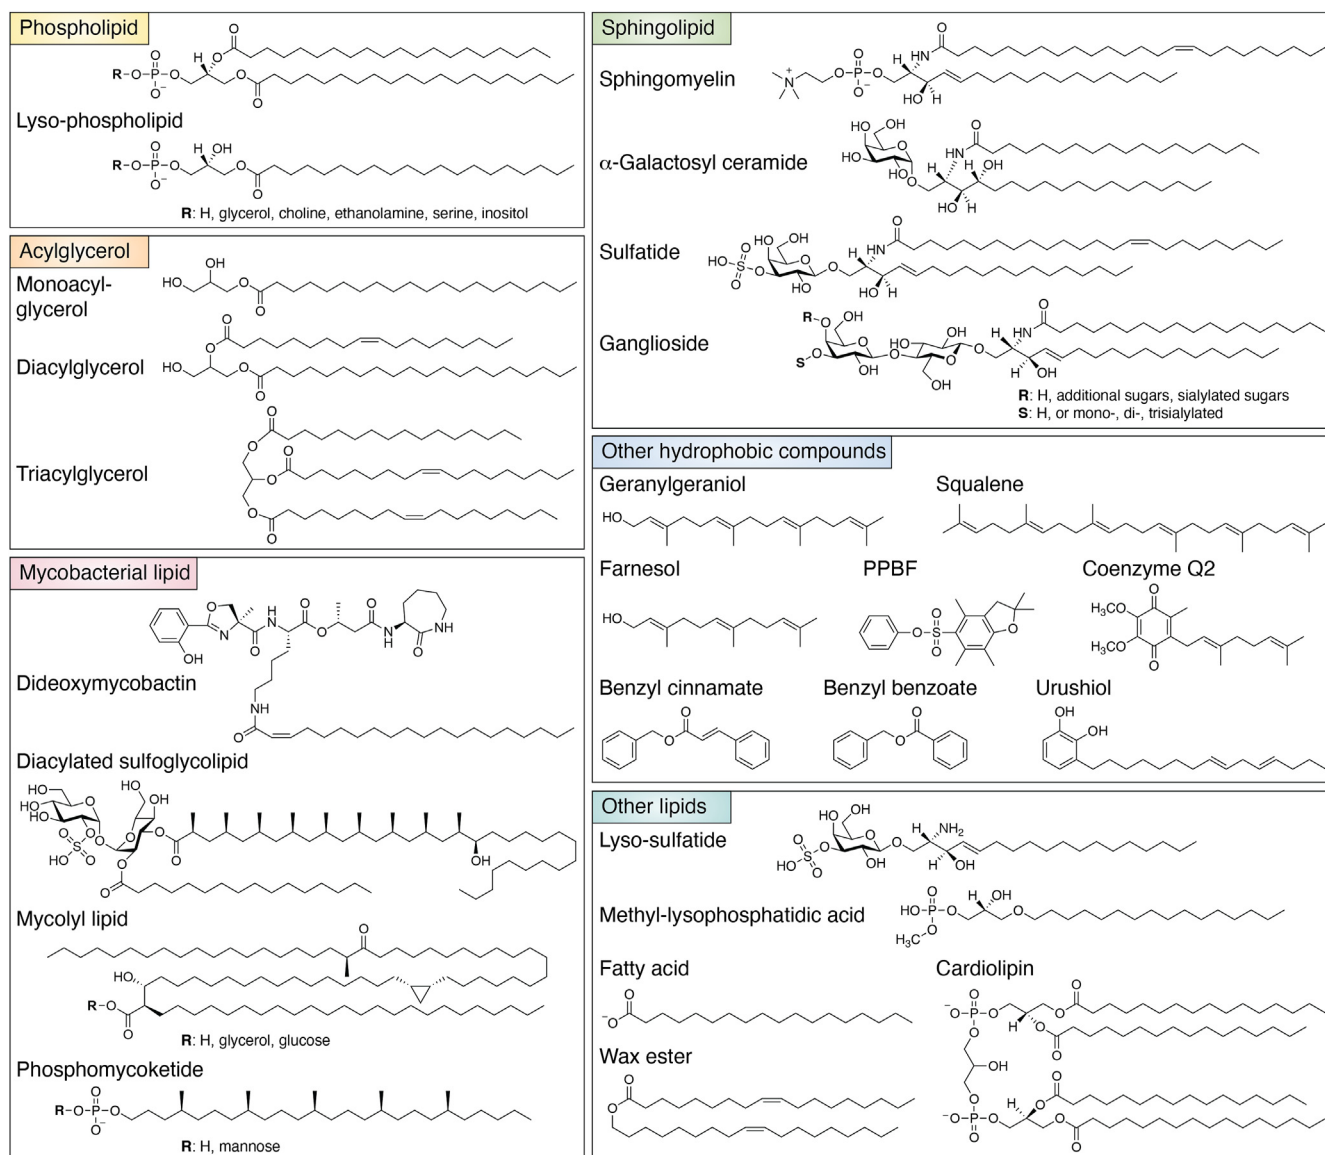 Phospholipid
Lyso-phospholipid
R: H, glycerol, choline, ethanolamine, serine, inositol
Acylglycerol
Monoacyl-
glycerol
Diacylglycerol
Triacylglycerol
Mycobacterial lipid
Dideoxymycobactin
Diacylated sulfoglycolipid
Mycolyl lipid
R: H, glycerol, glucose
Phosphomycoketide
R: H, mannose
Sphingolipid
Sphingomyelin
α-Galactosyl ceramide
Sulfatide
Ganglioside
R: H, additional sugars, sialylated sugars
S: H, or mono-, di-, trisialylated
Other hydrophobic compounds
Geranylgeraniol
Squalene
Farnesol
PPBF
Coenzyme Q2
Benzyl cinnamate
Benzyl benzoate
Urushiol
Other lipids
Lyso-sulfatide
Methyl-lysophosphatidic acid
Fatty acid
Cardiolipin
Wax ester